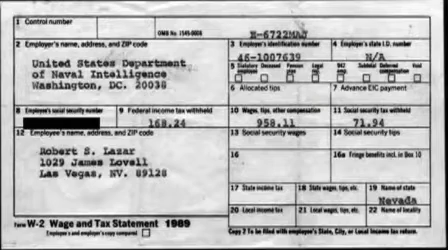 1 Control number
OMB No. 1545-0008
E-6722MAJ
2 Employer's name, address, and ZIP code
3 Employer's identification number
4 Employer's state I.D. number
United States Department
of Naval Intelligence
Washington, DC. 20038
46-1007639
N/A
5 Statutory employee Deceased Pension plan Legal rep. 942 emp. Subtotal Deferred compensation Void
6 Allocated tips
7 Advance EIC payment
8 Employee's social security number
9 Federal income tax withheld
10 Wages, tips, other compensation
11 Social security tax withheld
168.24
958.11
71.94
12 Employee's name, address, and ZIP code
13 Social security wages
14 Social security tips
Robert S. Lazar
1029 James Lovell
Las Vegas, NV. 89128
16
16a Fringe benefits incl. in Box 10
17 State income tax
18 State wages, tips, etc.
19 Name of state
Nevada
20 Local income tax
21 Local wages, tips, etc.
22 Name of locality
Form W-2 Wage and Tax Statement 1989
Copy 2 To be filed with employee's State, City, or Local Income tax return.
Employee's and employer's copy compared